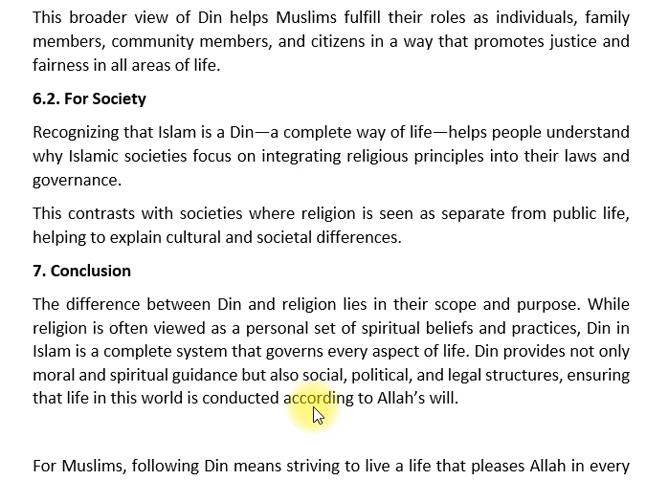 This broader view of Din helps Muslims fulfill their roles as individuals, family
members, community members, and citizens in a way that promotes justice and
fairness in all areas of life.
6.2. For Society
Recognizing that Islam is a Din—a complete way of life—helps people understand
why Islamic societies focus on integrating religious principles into their laws and
governance.
This contrasts with societies where religion is seen as separate from public life,
helping to explain cultural and societal differences.
7. Conclusion
The difference between Din and religion lies in their scope and purpose. While
religion is often viewed as a personal set of spiritual beliefs and practices, Din in
Islam is a complete system that governs every aspect of life. Din provides not only
moral and spiritual guidance but also social, political, and legal structures, ensuring
that life in this world is conducted according to Allah’s will.
For Muslims, following Din means striving to live a life that pleases Allah in every